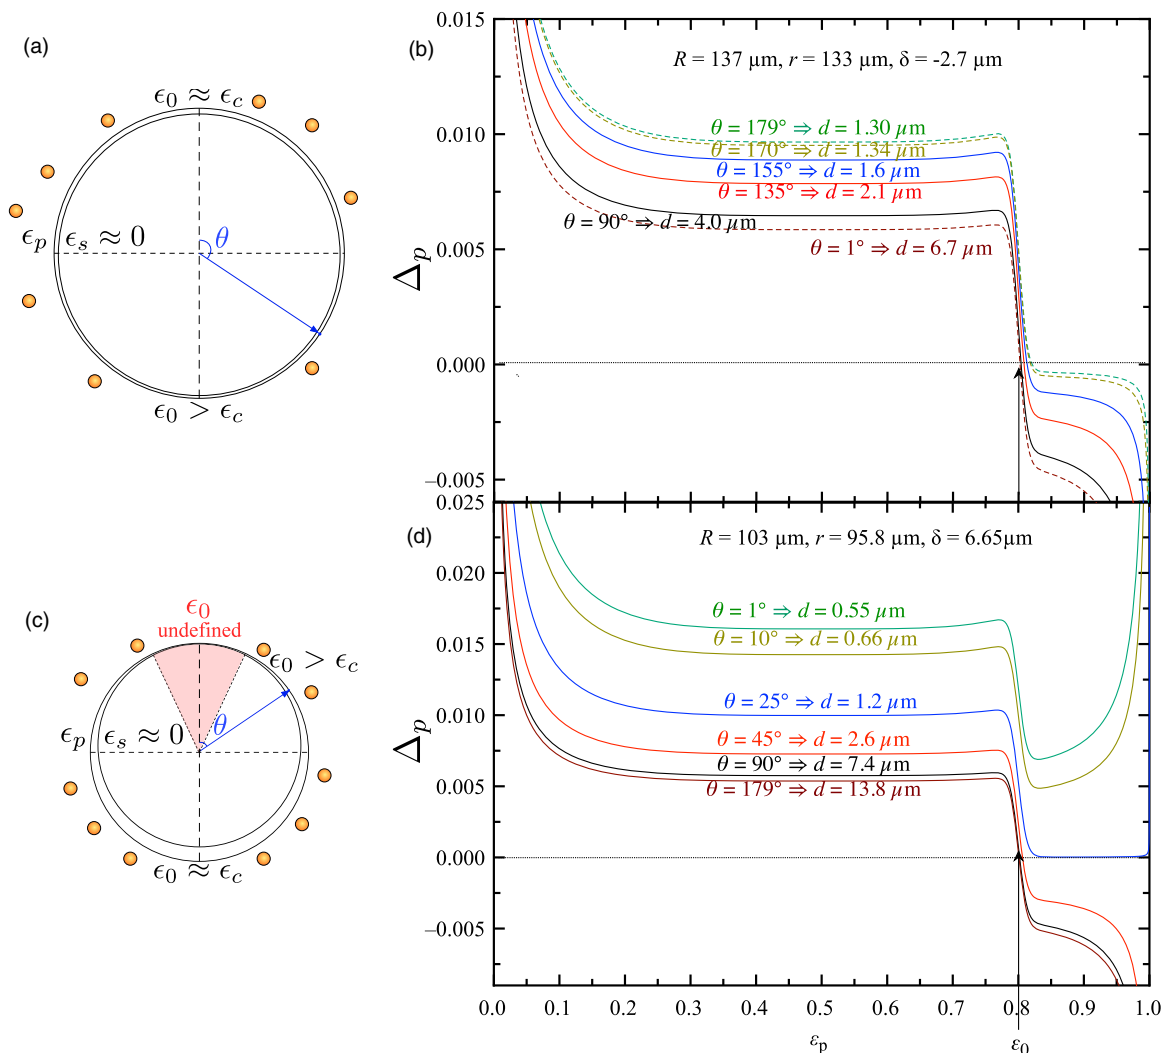 (a)
ϵ0 ≈ ϵc
ϵp
ϵs ≈ 0
θ
ϵ0 > ϵc
(b)
R = 137 µm, r = 133 µm, δ = -2.7 µm
θ = 179° ⇒ d = 1.30 µm
θ = 170° ⇒ d = 1.34 µm
θ = 155° ⇒ d = 1.6 µm
θ = 135° ⇒ d = 2.1 µm
θ = 90° ⇒ d = 4.0 µm
θ = 1° ⇒ d = 6.7 µm
Δp
0.015
0.010
0.005
0.000
−0.005
(c)
ϵ0
undefined
ϵ0 > ϵc
ϵp
ϵs ≈ 0
θ
ϵ0 ≈ ϵc
(d)
R = 103 µm, r = 95.8 µm, δ = 6.65µm
θ = 1° ⇒ d = 0.55 µm
θ = 10° ⇒ d = 0.66 µm
θ = 25° ⇒ d = 1.2 µm
θ = 45° ⇒ d = 2.6 µm
θ = 90° ⇒ d = 7.4 µm
θ = 179° ⇒ d = 13.8 µm
Δp
0.025
0.020
0.015
0.010
0.005
0.000
−0.005
0.0 0.1 0.2 0.3 0.4 0.5 0.6 0.7 0.8 0.9 1.0
εp
ε0